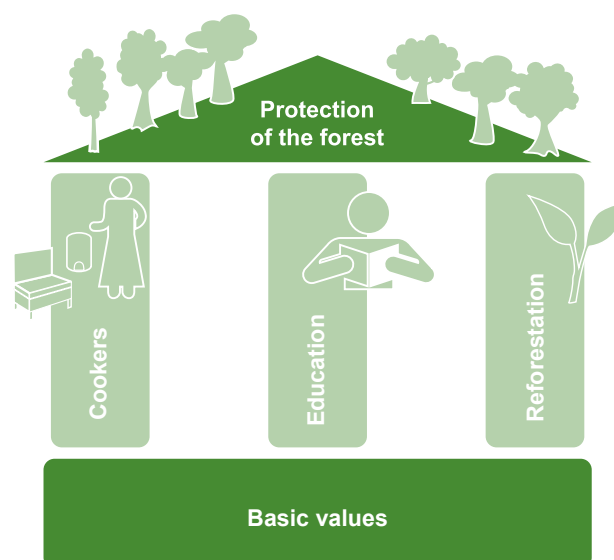 Protection
of the forest
Cookers
Education
Reforestation
Basic values